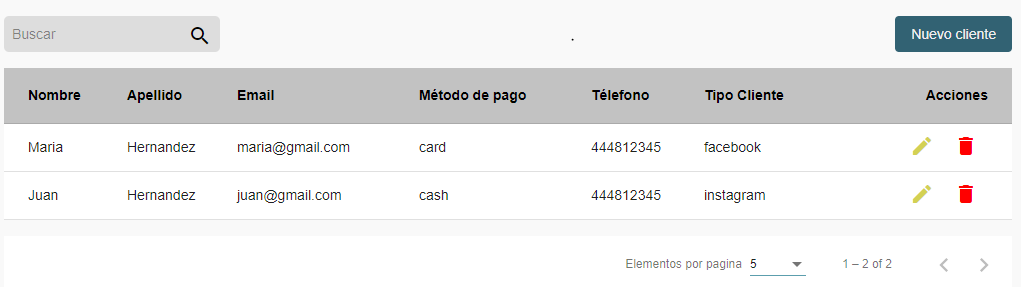 Buscar
.
Nuevo cliente
Nombre Apellido Email Método de pago Télefono Tipo Cliente Acciones
Maria Hernandez maria@gmail.com card 444812345 facebook
Juan Hernandez juan@gmail.com cash 444812345 instagram
Elementos por pagina 5 1 – 2 of 2